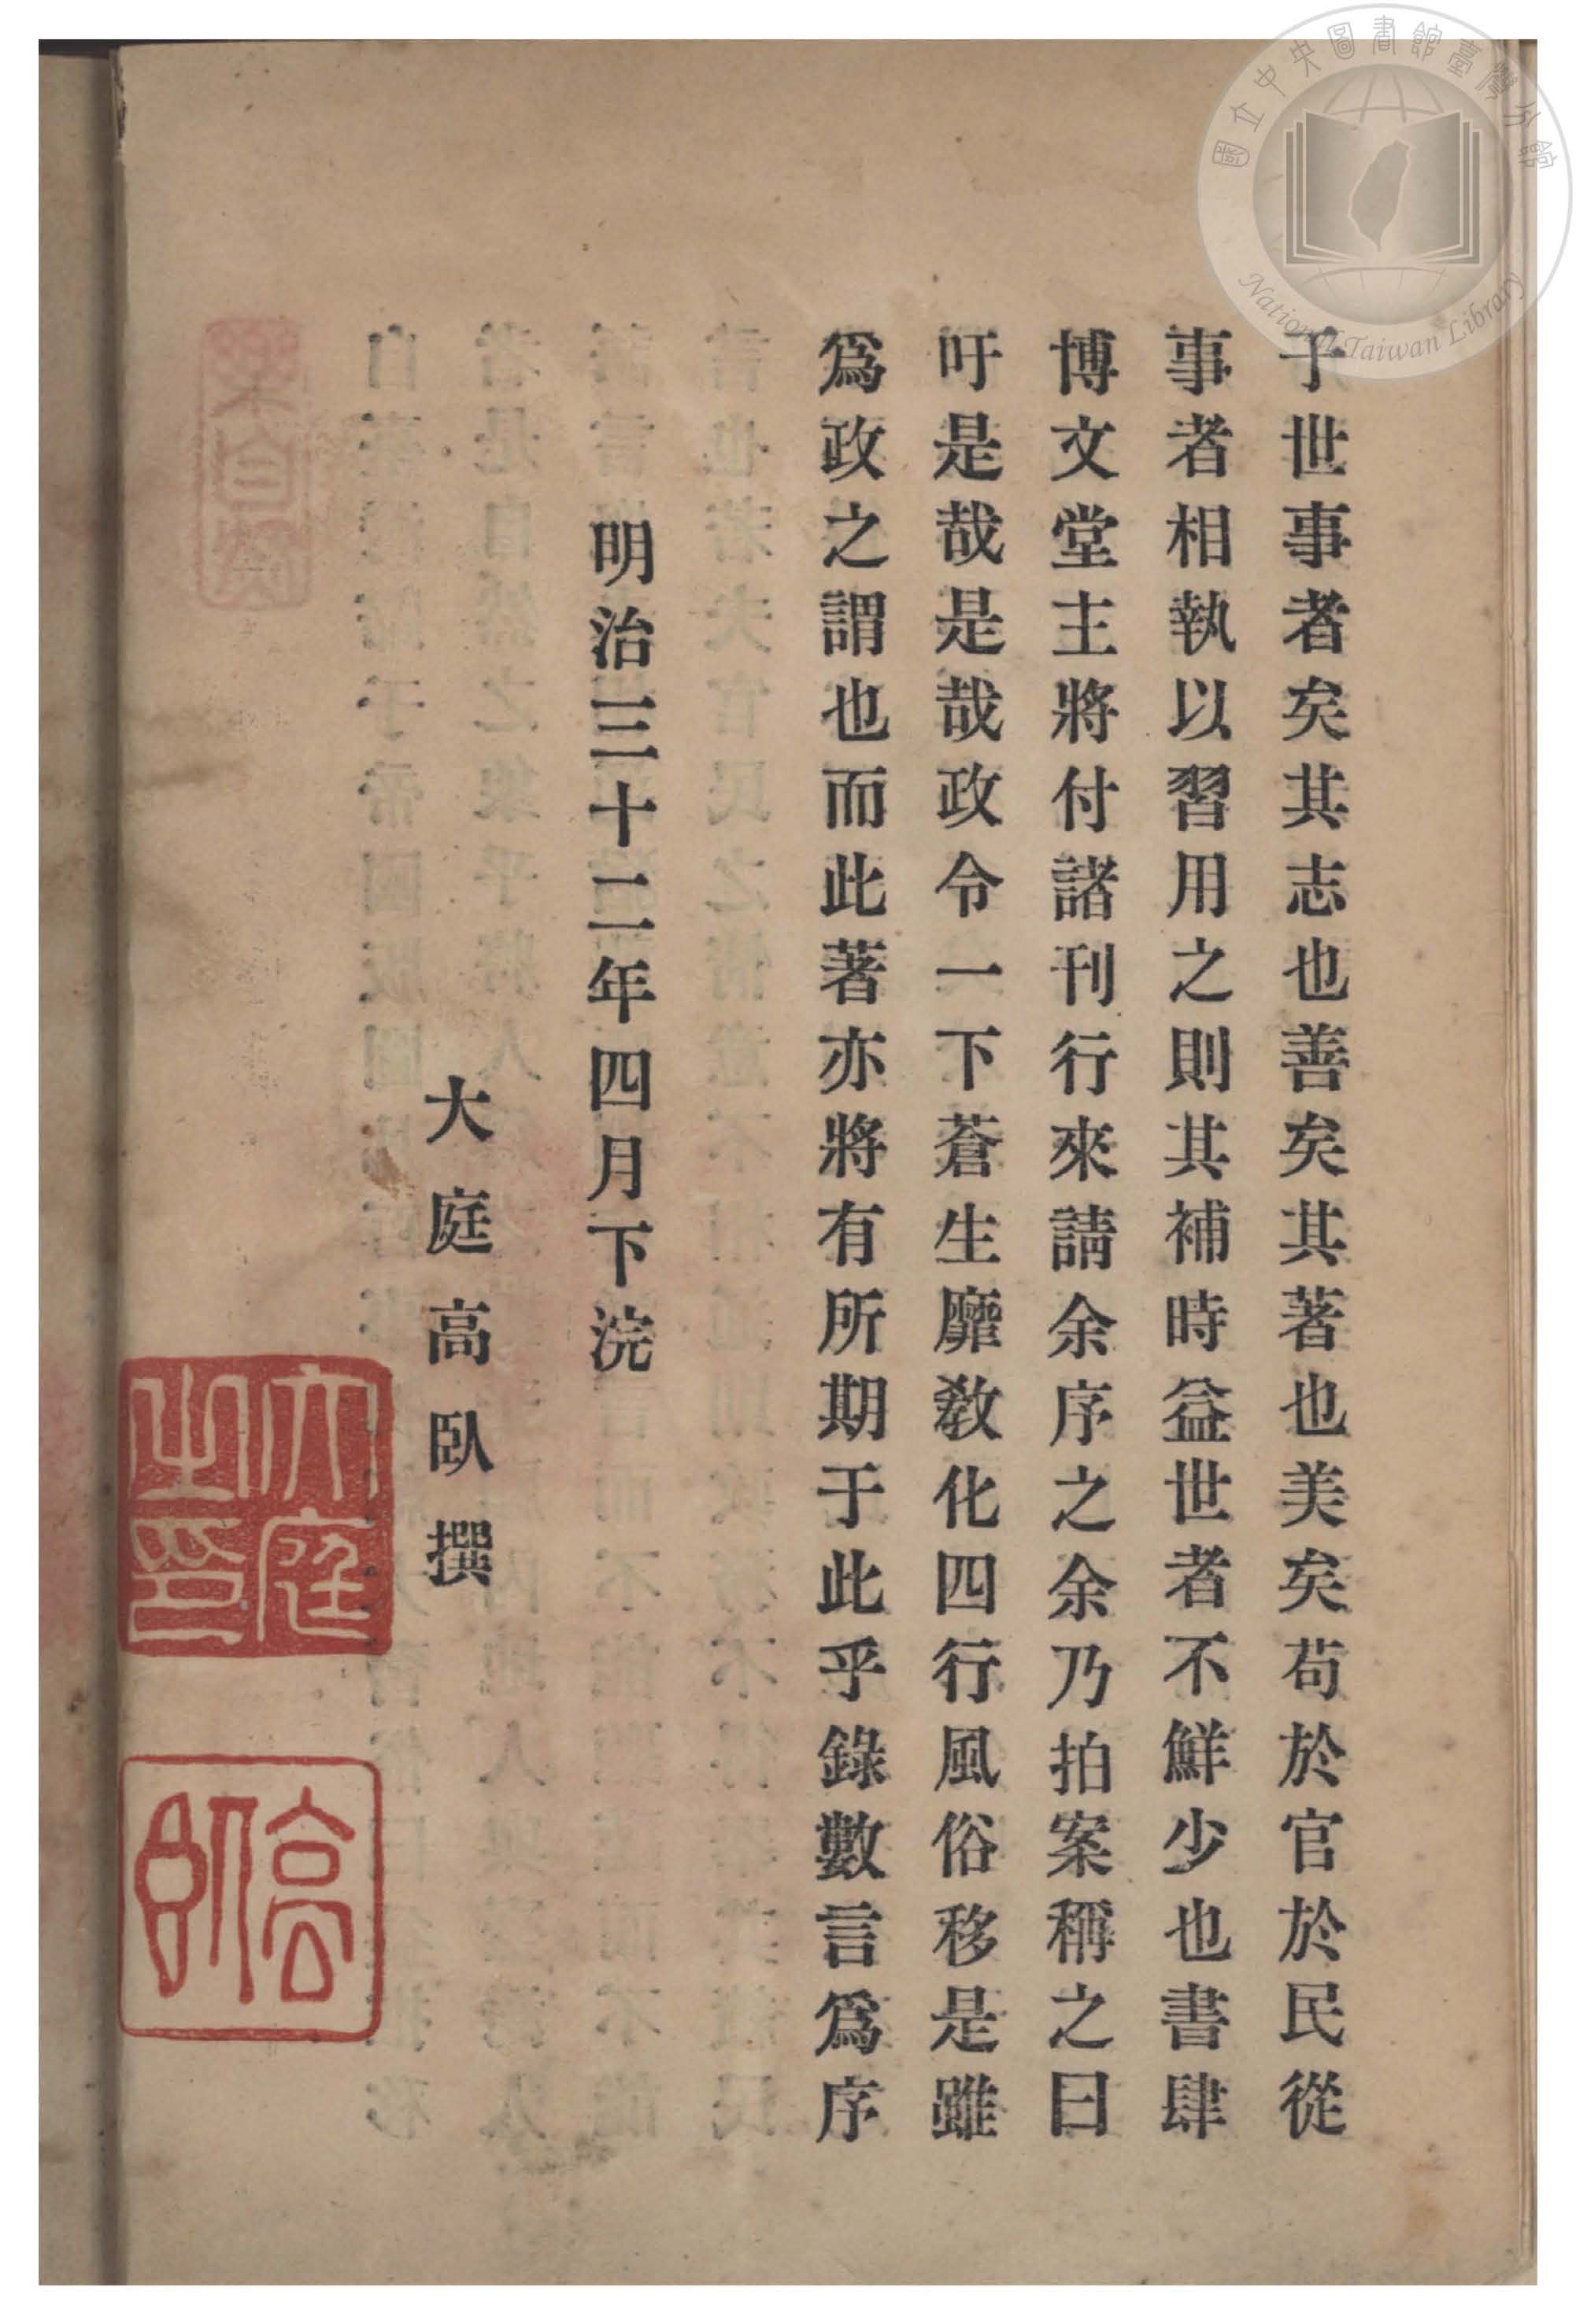 國立中央圖書館臺灣分館
National Taiwan Library
于世事者矣其志也善矣其著也美矣苟於官於民從
事者相執以習用之則其補時益世者不鮮少也書肆
博文堂主將付諸刊行來請余序之余乃拍案稱之曰
吁是哉是哉政令一下蒼生靡敎化四行風俗移是雖
爲政之謂也而此著亦將有所期于此乎錄數言爲序
明治三十二年四月下浣
大庭高臥撰
大庭之印